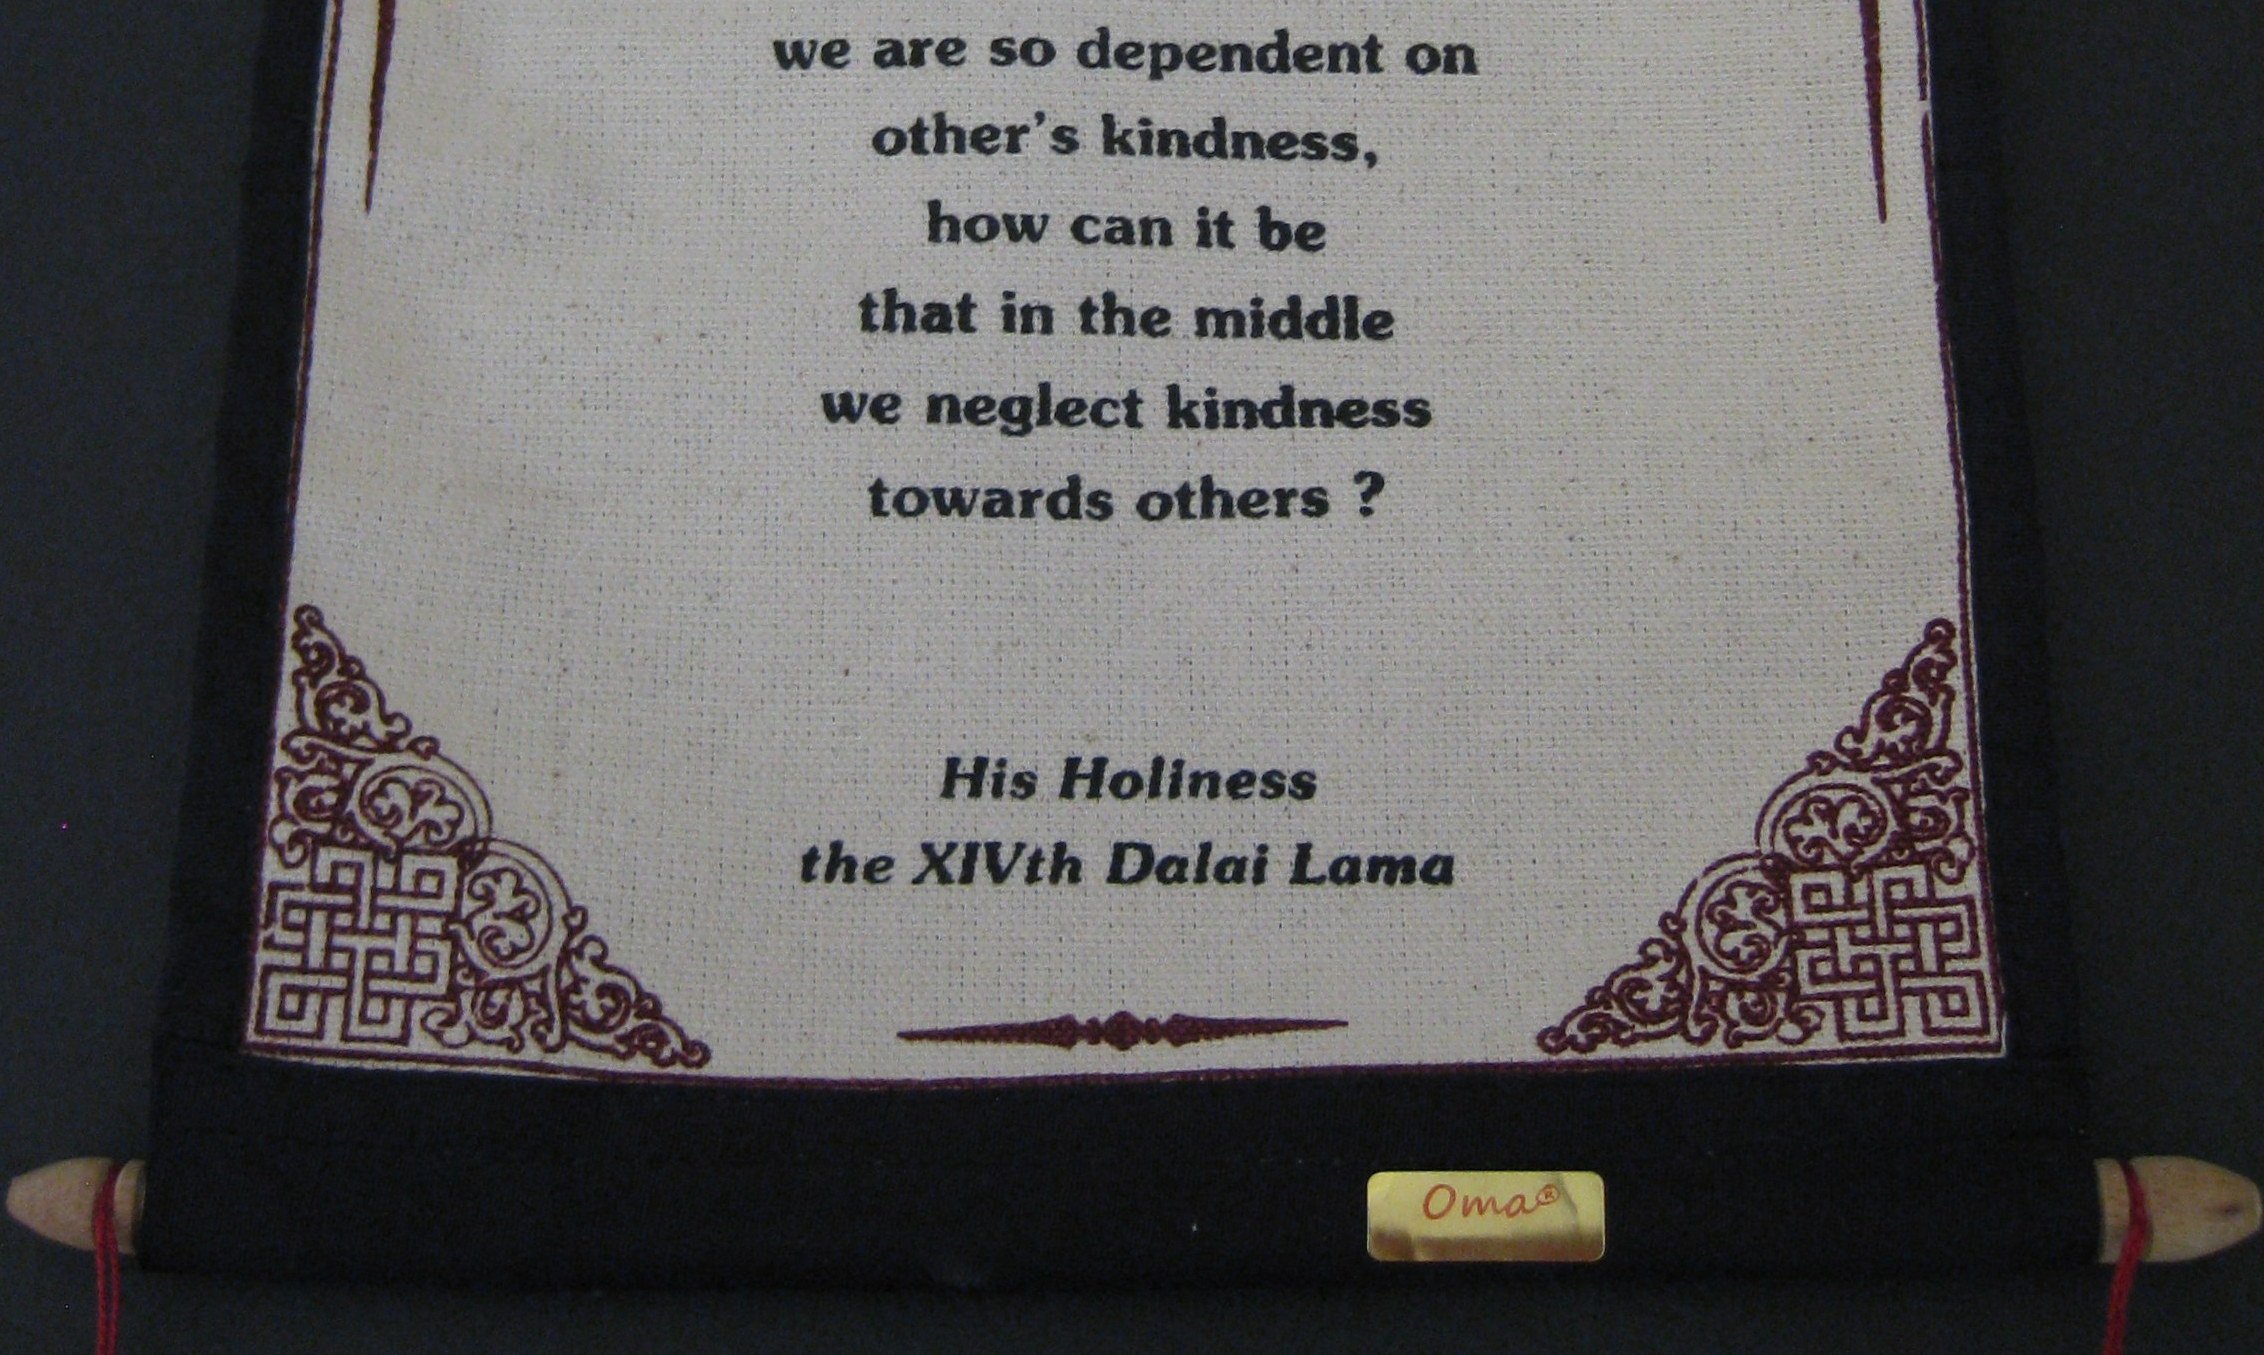 we are so dependent on
other's kindness,
how can it be
that in the middle
we neglect kindness
towards others ?
His Holiness
the XIVth Dalai Lama
Oma®